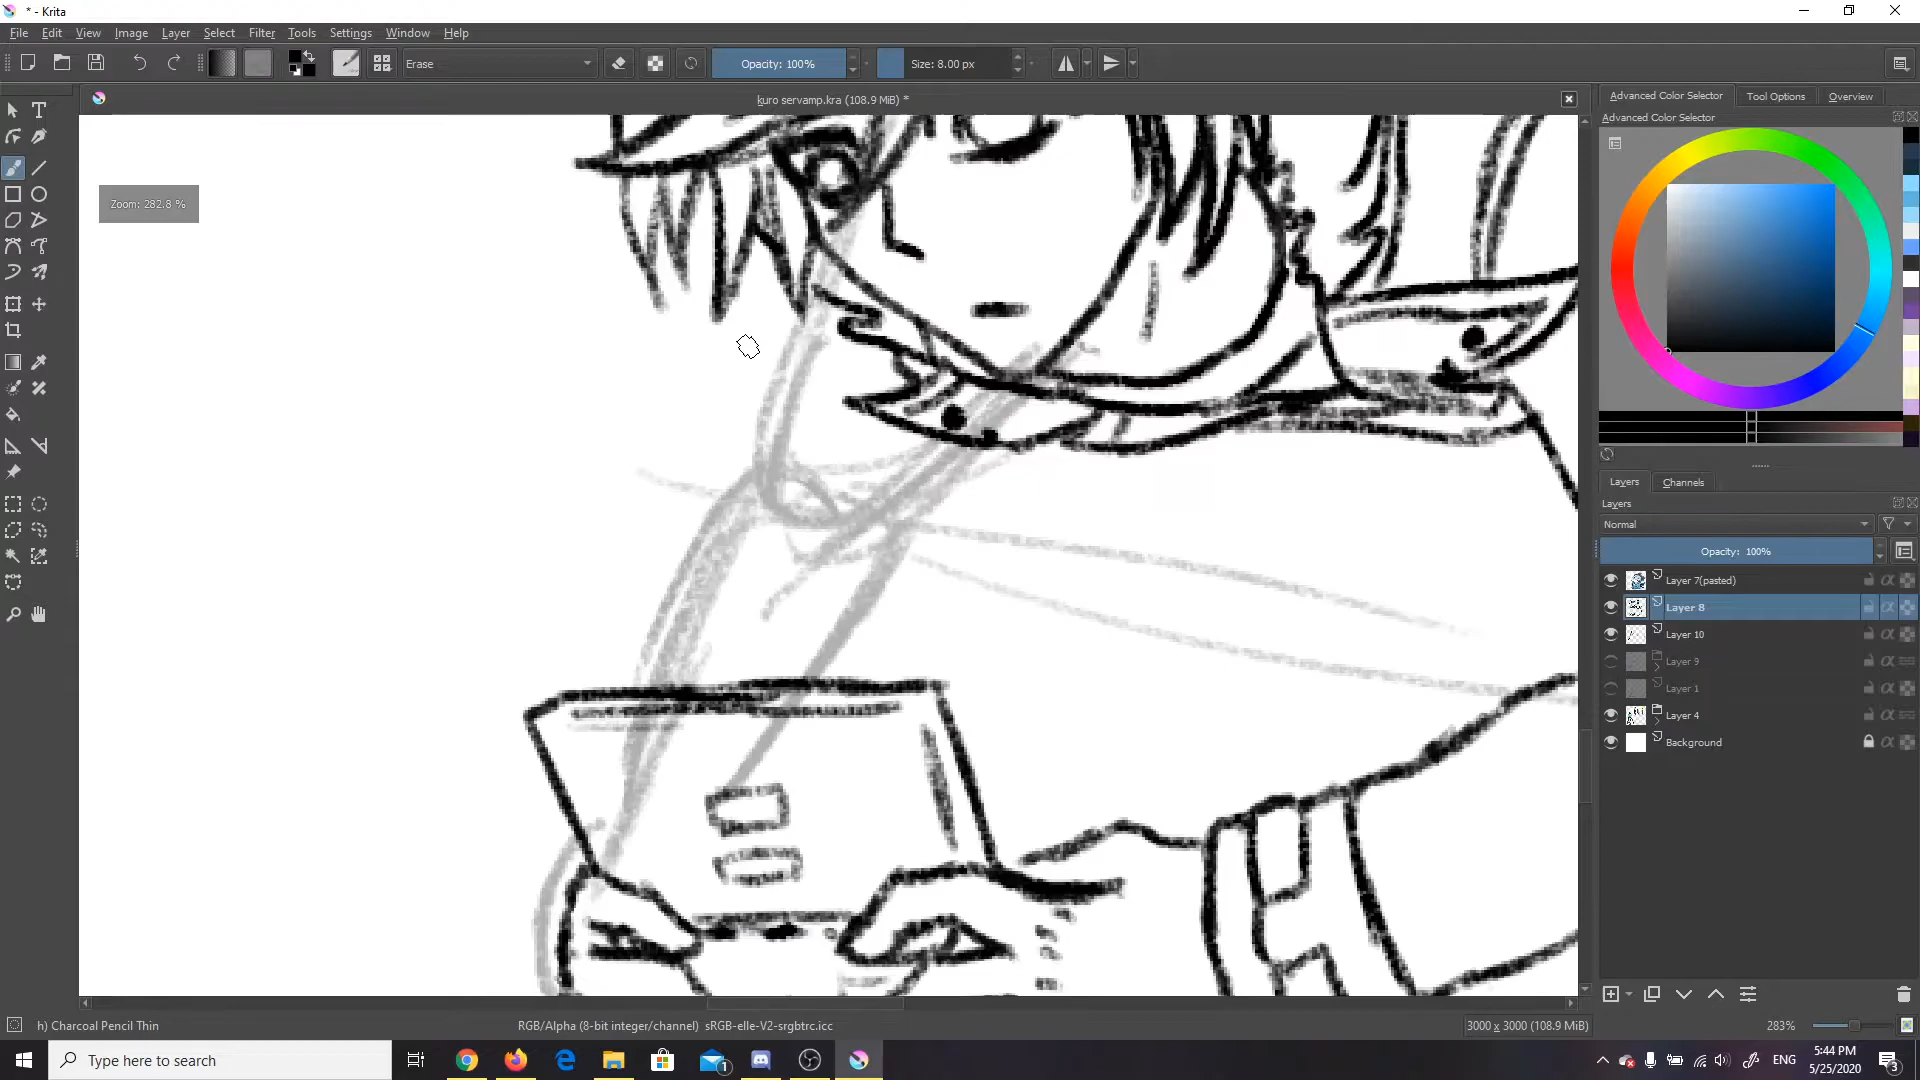 * - Krita
File Edit View Image Layer Select Filter Tools Settings Window Help
Erase
Opacity: 100%
Size: 8.00 px
kuro servamp.kra (108.9 MiB) *
Advanced Color Selector
Tool Options
Overview
Advanced Color Selector
Zoom: 282.8 %
Layers
Channels
Layers
Normal
Opacity: 100%
Layer 7(pasted)
Layer 8
Layer 10
Layer 9
Layer 1
Layer 4
Background
h) Charcoal Pencil Thin
RGB/Alpha (8-bit integer/channel) sRGB-elle-V2-srgbtrc.icc
3000 x 3000 (108.9 MiB)
283%
Type here to search
1
ENG
5:44 PM
5/25/2020
3